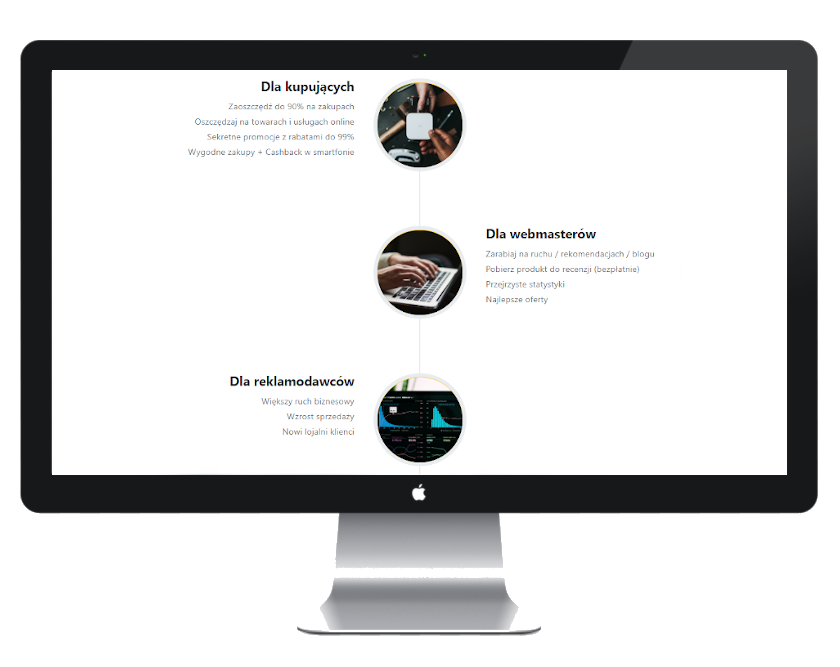 Dla kupujących
Zaoszczędź do 90% na zakupach
Oszczędzaj na towarach i usługach online
Sekretne promocje z rabatami do 99%
Wygodne zakupy + Cashback w smartfonie
Dla webmasterów
Zarabiaj na ruchu / rekomendacjach / blogu
Pobierz produkt do recenzji (bezpłatnie)
Przejrzyste statystyki
Najlepsze oferty
Dla reklamodawców
Większy ruch biznesowy
Wzrost sprzedaży
Nowi lojalni klienci